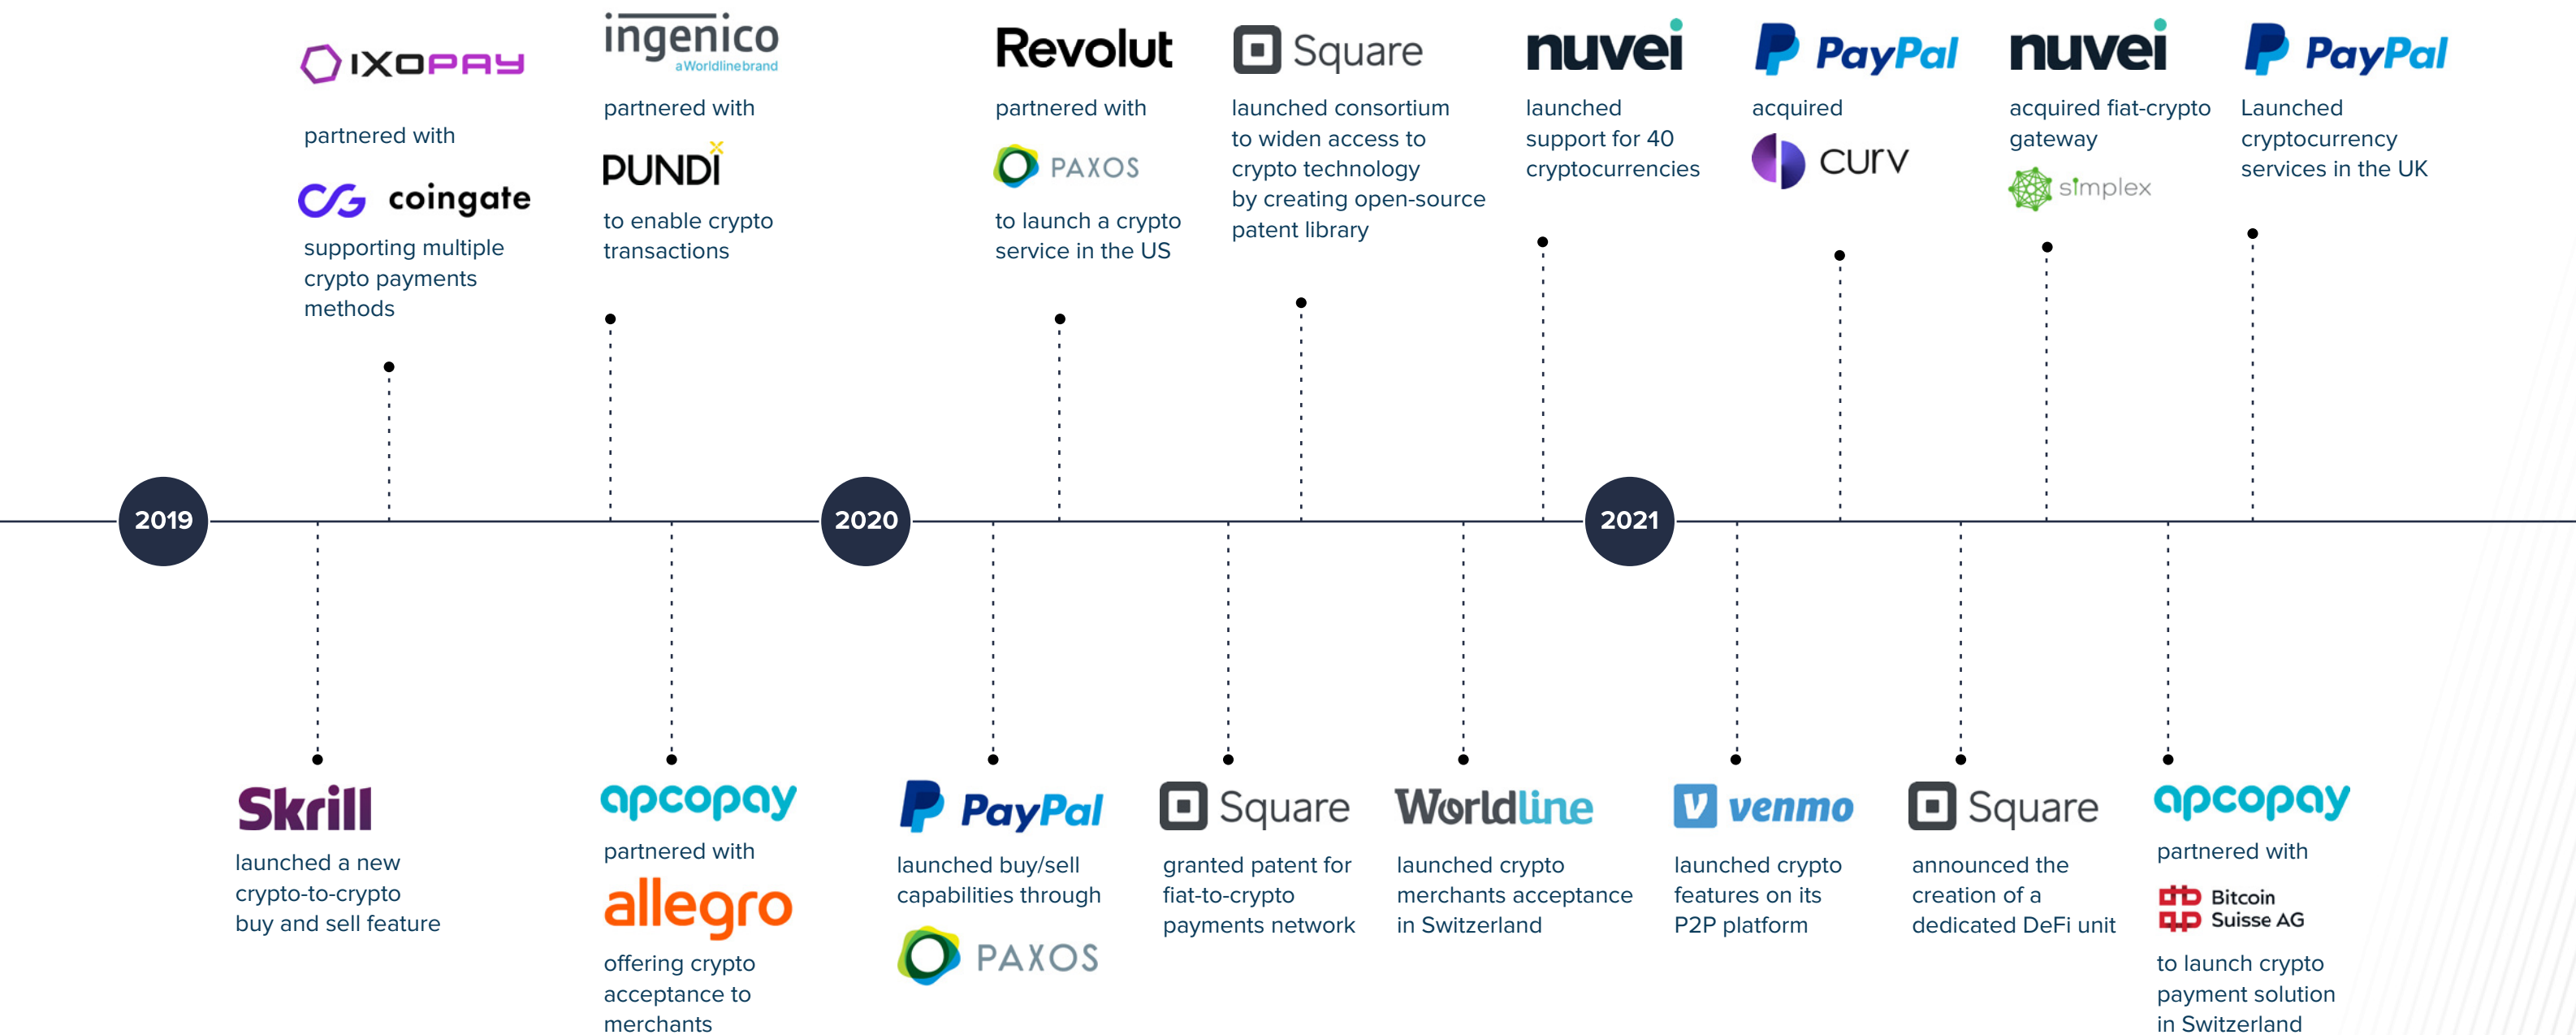 IXOPAY
partnered with
coingate
supporting multiple
crypto payments
methods
ingenico
a Worldline brand
partnered with
PUNDI X
to enable crypto
transactions
Revolut
partnered with
PAXOS
to launch a crypto
service in the US
Square
launched consortium
to widen access to
crypto technology
by creating open-source
patent library
nuvei
launched
support for 40
cryptocurrencies
PayPal
acquired
curv
nuvei
acquired fiat-crypto
gateway
simplex
PayPal
Launched
cryptocurrency
services in the UK
2019
2020
2021
Skrill
launched a new
crypto-to-crypto
buy and sell feature
apcopay
partnered with
allegro
offering crypto
acceptance to
merchants
PayPal
launched buy/sell
capabilities through
PAXOS
Square
granted patent for
fiat-to-crypto
payments network
Worldline
launched crypto
merchants acceptance
in Switzerland
venmo
launched crypto
features on its
P2P platform
Square
announced the
creation of a
dedicated DeFi unit
apcopay
partnered with
Bitcoin
Suisse AG
to launch crypto
payment solution
in Switzerland